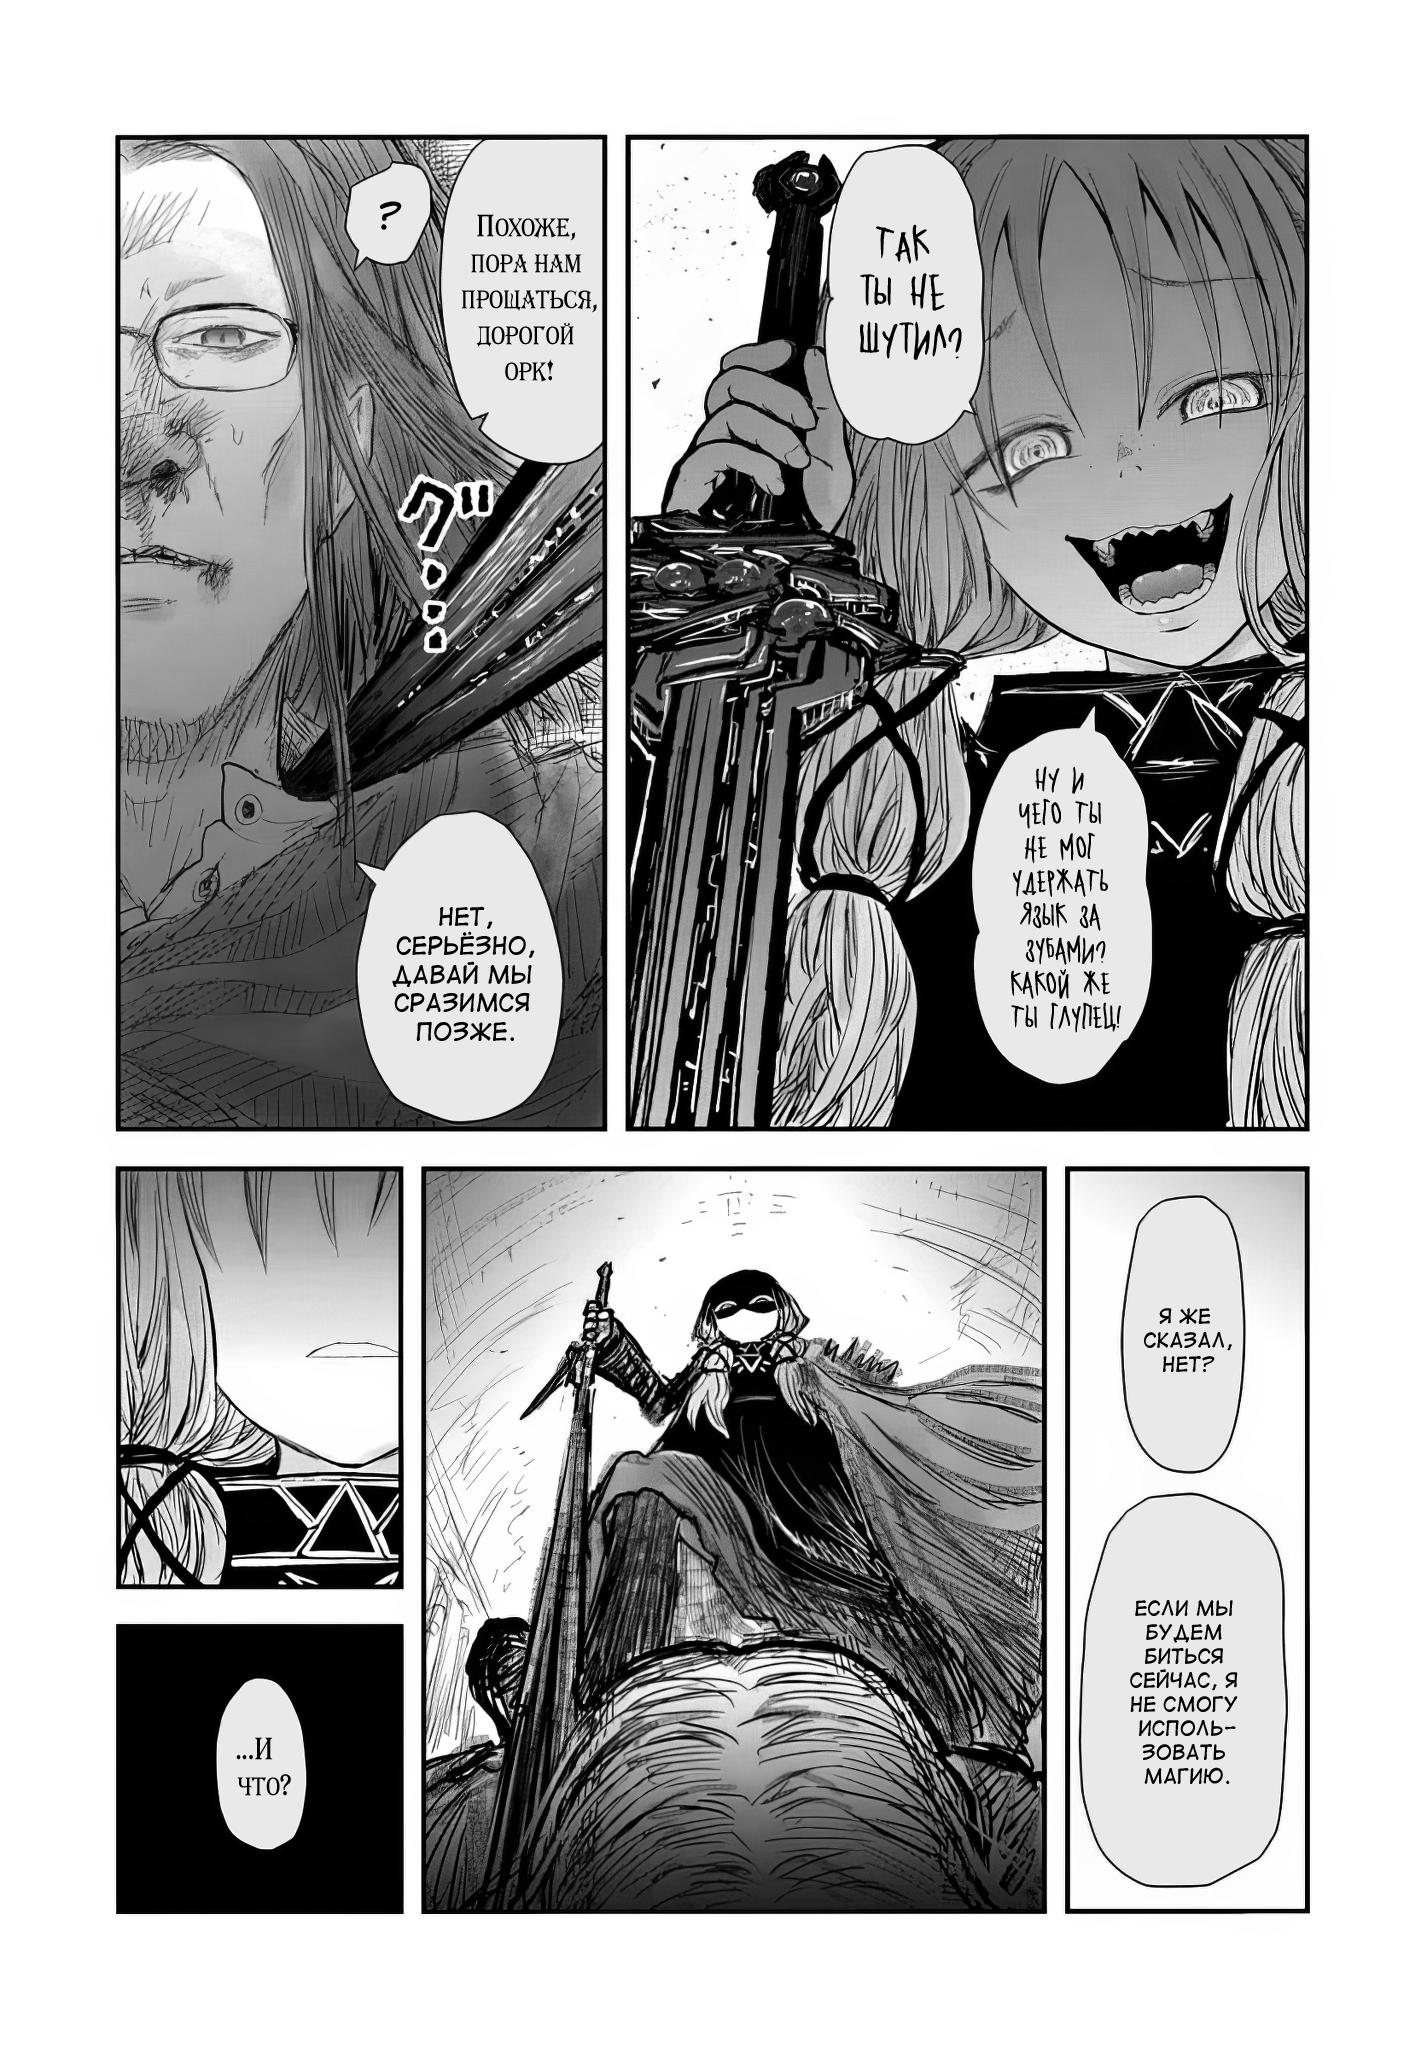 ТАК
ТЫ НЕ
ШУТИЛ?
НУ И
ЧЕГО ТЫ
НЕ МОГ
УДЕРЖАТЬ
ЯЗЫК ЗА
ЗУБАМИ?
КАКОЙ ЖЕ
ТЫ ГЛУПЕЦ!
ПОХОЖЕ,
ПОРА НАМ
ПРОЩАТЬСЯ,
ДОРОГОЙ
ОРК!
?
グ...
НЕТ,
СЕРЬЁЗНО,
ДАВАЙ МЫ
СРАЗИМСЯ
ПОЗЖЕ.
Я ЖЕ
СКАЗАЛ,
НЕТ?
ЕСЛИ МЫ
БУДЕМ
БИТЬСЯ
СЕЙЧАС, Я
НЕ СМОГУ
ИСПОЛЬ-
ЗОВАТЬ
МАГИЮ.
...И
ЧТО?